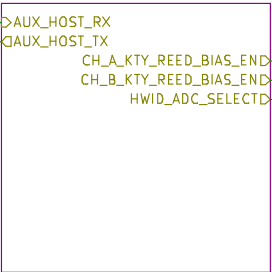 AUX_HOST_RX
AUX_HOST_TX
CH_A_KTY_REED_BIAS_EN
CH_B_KTY_REED_BIAS_EN
HWID_ADC_SELECT